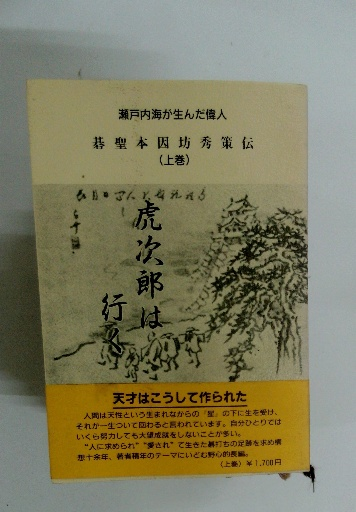 瀬戸内海が生んだ偉人
碁聖本因坊秀策伝
(上巻)
虎次郎は
行く
天才はこうして作られた
人間は天性という生まれながらの“星”の下に生を受け、
それが一生ついて回わると言われています。自分ひとりでは
いくら努力しても大望成就をしないことが多い。
“人に求められ”“愛され”て生きた碁打ちの足跡を求め構
想十余年、著者積年のテーマにいどむ野心的長編。
(上巻)￥1,700円